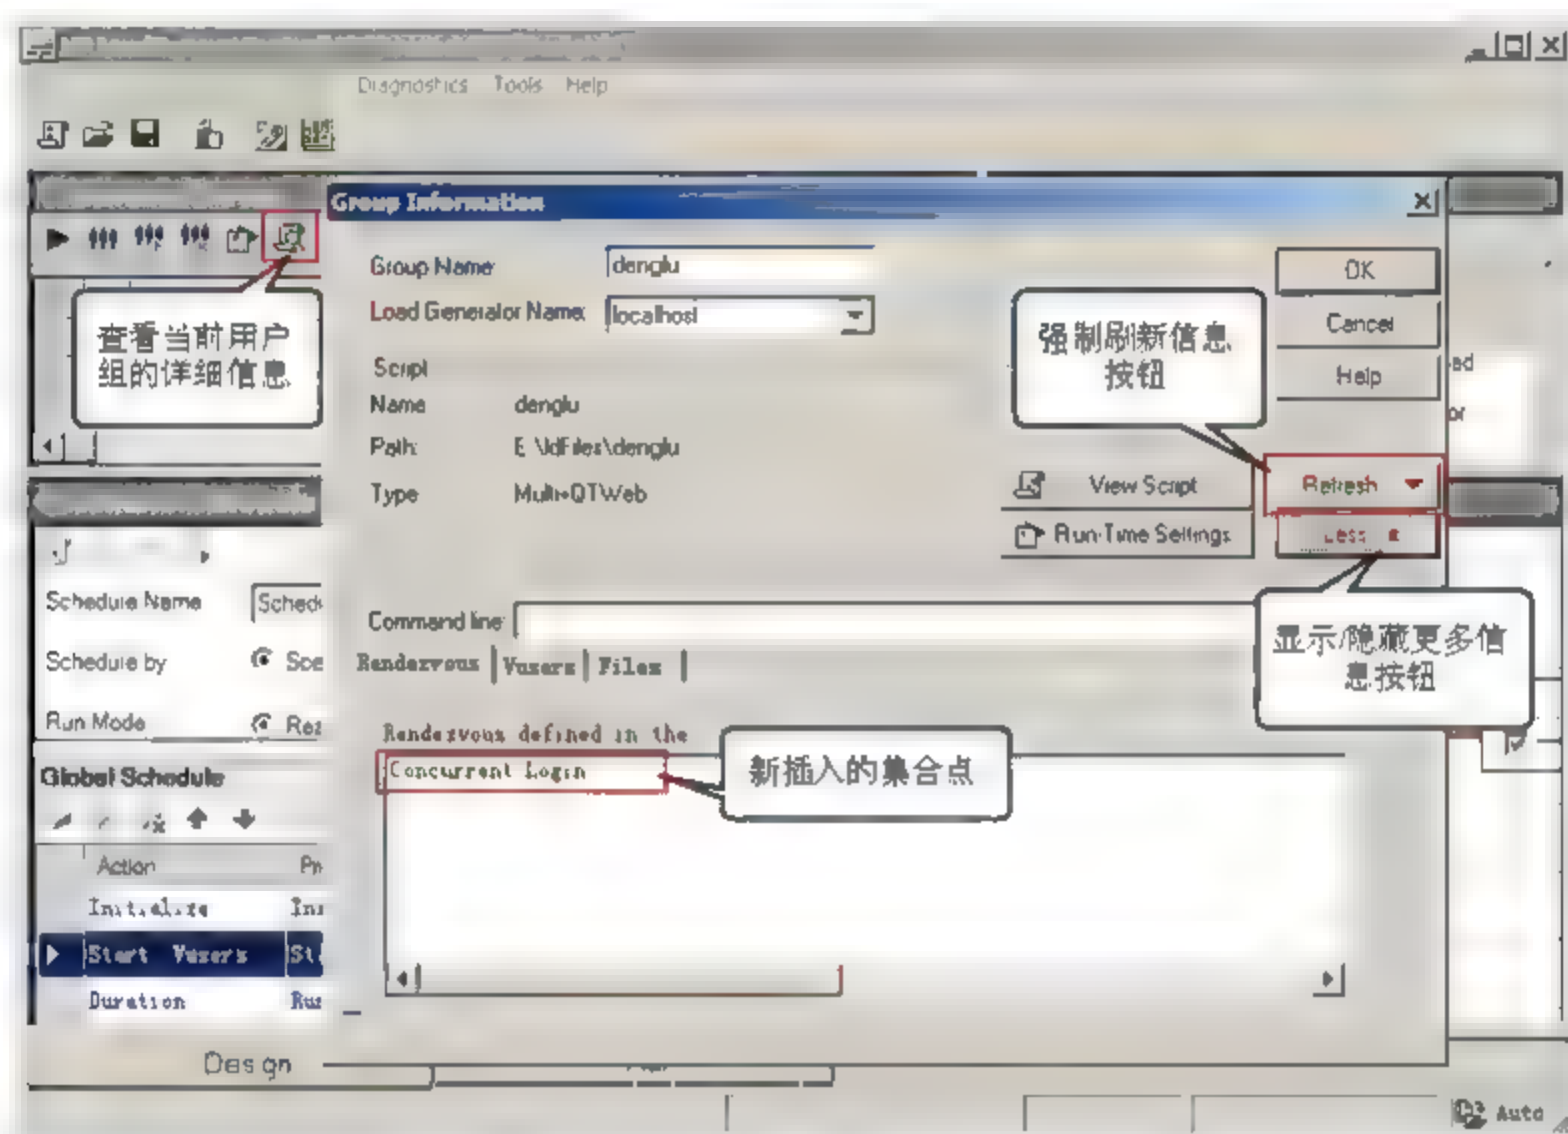 Diagnostics Tools Help
Group Information
Group Name
denglu
OK
Load Generator Name:
localhost
Cancel
查看当前用户
组的详细信息
强制刷新信息
按钮
Script
Help
Name
denglu
Path:
Type
View Script
Refresh
Run-Time Settings
Less
Schedule Name
Command line
显示/隐藏更多信
息按钮
Schedule by
Rendezvous
Vusers
Files
Run Mode
Rendezvous defined in the
Concurrent Login
新插入的集合点
Global Schedule
Action
Initialize
Start Vusers
Duration
Design
Auto